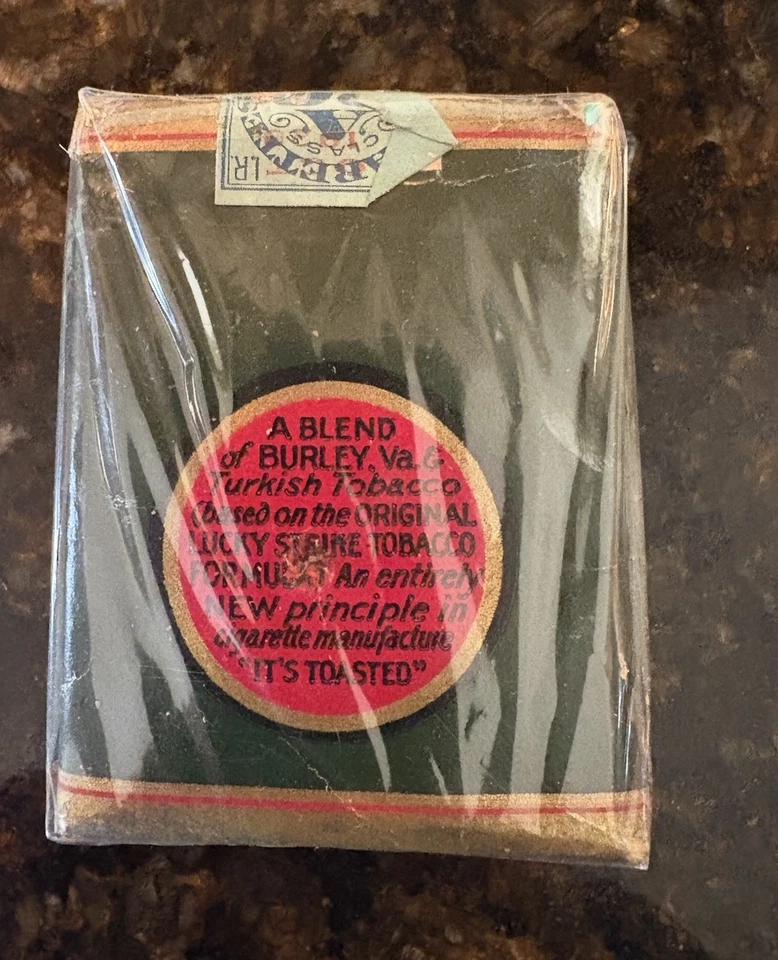 CLASS
I.R.
A BLEND
of BURLEY, Va. &
Turkish Tobacco
(based on the ORIGINAL
LUCKY STRIKE TOBACCO
FORMULA) An entirely
NEW principle in
cigarette manufacture
"IT'S TOASTED"